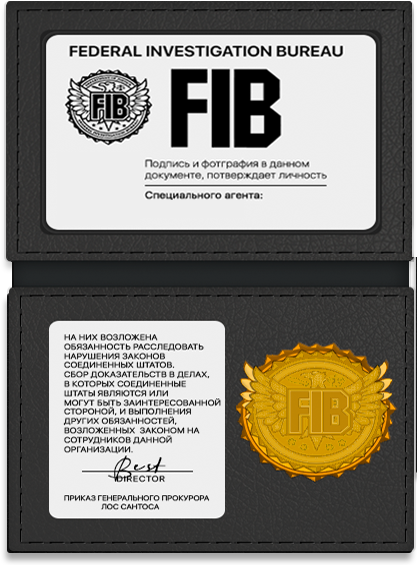 FEDERAL INVESTIGATION BUREAU
FIB
FIB
Подпись и фотграфия в данном
документе, потверждает личность
Специального агента:
НА НИХ ВОЗЛОЖЕНА
ОБЯЗАННОСТЬ РАССЛЕДОВАТЬ
НАРУШЕНИЯ ЗАКОНОВ
СОЕДИНЕННЫХ ШТАТОВ.
СБОР ДОКАЗАТЕЛЬСТВ В ДЕЛАХ,
В КОТОРЫХ СОЕДИНЕННЫЕ
ШТАТЫ ЯВЛЯЮТСЯ ИЛИ
МОГУТ БЫТЬ ЗАИНТЕРЕСОВАННОЙ
СТОРОНОЙ, И ВЫПОЛНЕНИЯ
ДРУГИХ ОБЯЗАННОСТЕЙ,
ВОЗЛОЖЕННЫХ ЗАКОНОМ НА
СОТРУДНИКОВ ДАННОЙ
ОРГАНИЗАЦИИ.
Best
DIRECTOR
ПРИКАЗ ГЕНЕРАЛЬНОГО ПРОКУРОРА
ЛОС САНТОСА
FIB